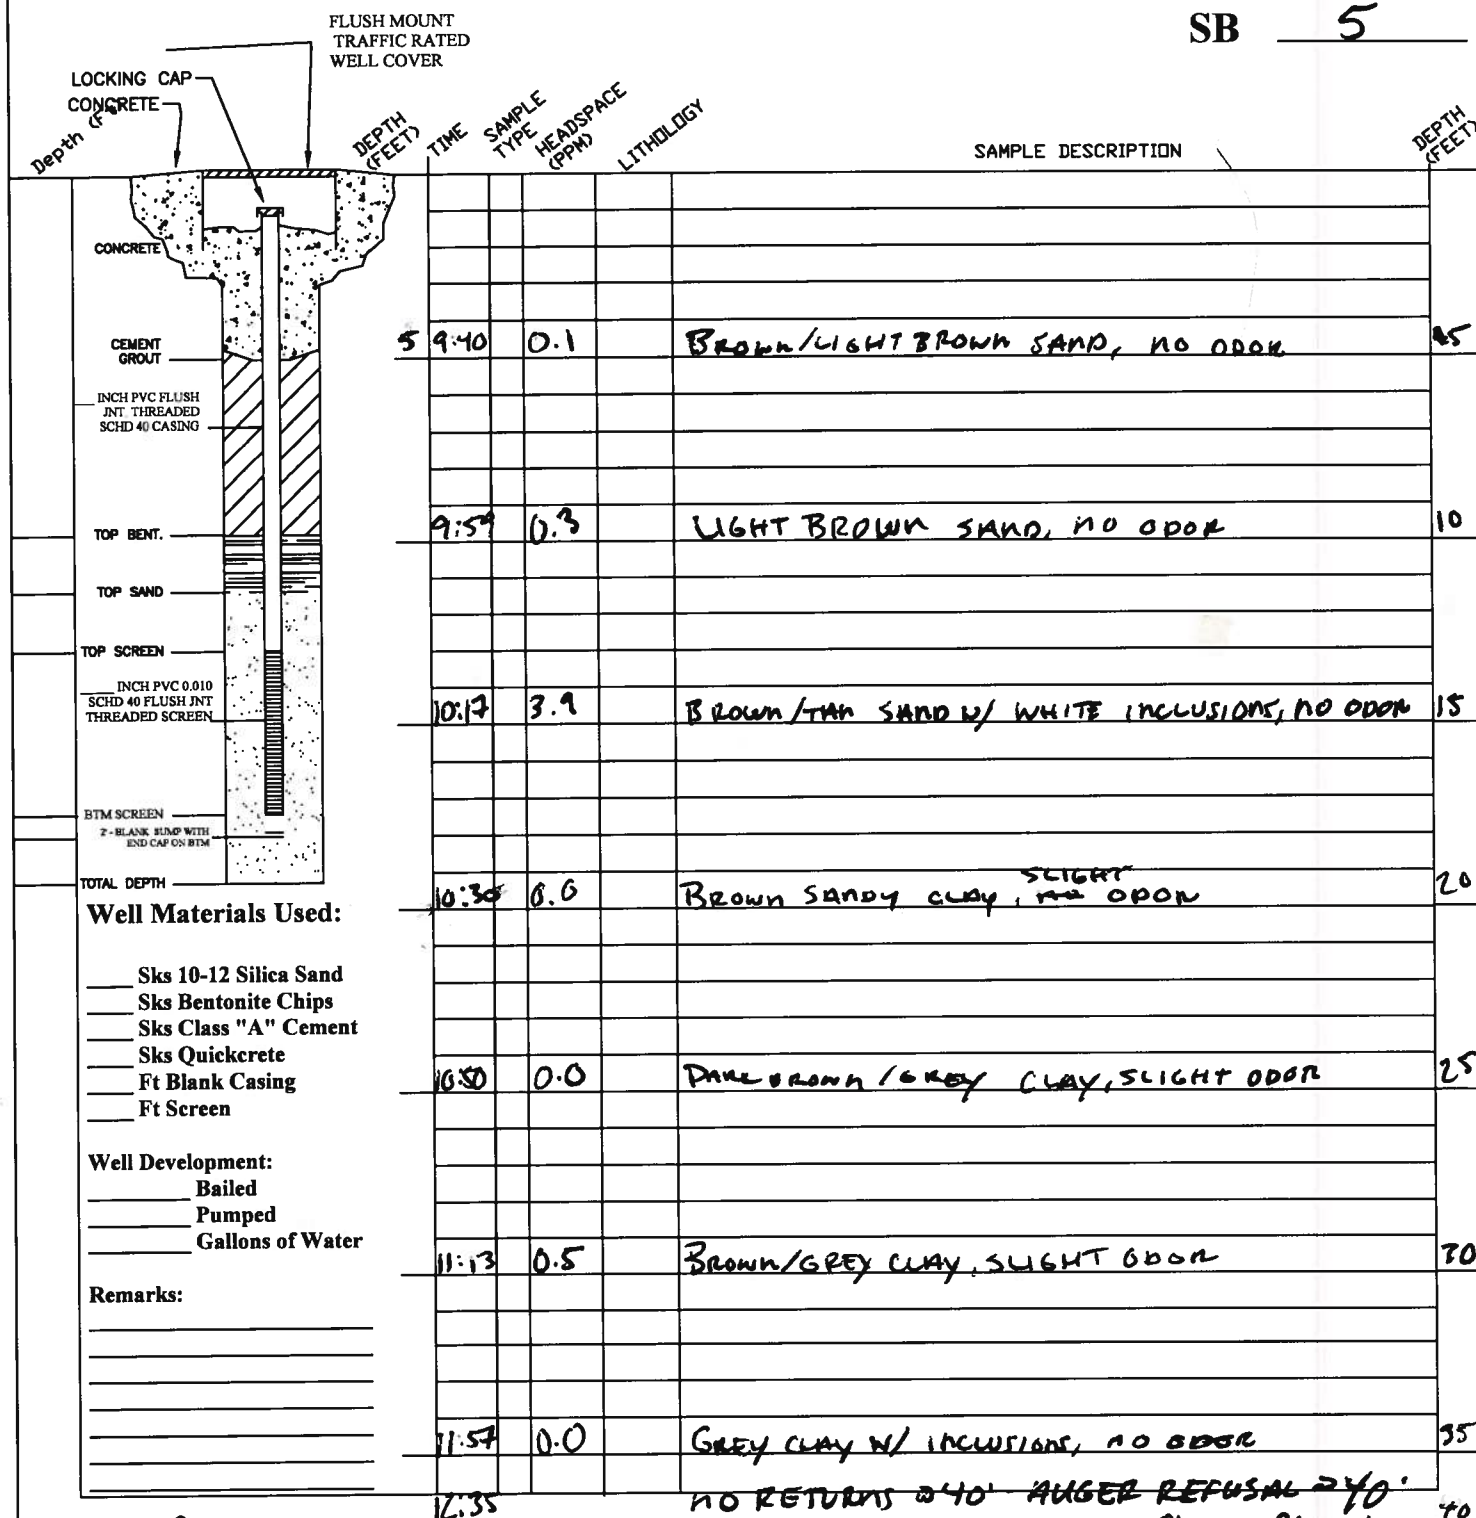 SB 5
FLUSH MOUNT
TRAFFIC RATED
WELL COVER
LOCKING CAP
CONCRETE
Depth (F
DEPTH (FEET)
TIME
SAMPLE TYPE
HEADSPACE (PPM)
LITHOLOGY
SAMPLE DESCRIPTION
DEPTH (FEET)
CONCRETE
CEMENT
GROUT
INCH PVC FLUSH
JNT THREADED
SCHD 40 CASING
TOP BENT.
TOP SAND
TOP SCREEN
INCH PVC 0.010
SCHD 40 FLUSH JNT
THREADED SCREEN
BTM SCREEN
2'-BLANK SUMP WITH
END CAP ON BTM
TOTAL DEPTH
5 9:40 0.1 BROWN/LIGHT BROWN SAND, NO ODOR 5
9:59 0.3 LIGHT BROWN SAND, NO ODOR 10
10:17 3.9 BROWN/TAN SAND W/ WHITE INCLUSIONS, NO ODOR 15
10:30 0.0 BROWN SANDY CLAY, SLIGHT ODOR 20
10:50 0.0 DARK BROWN/GREY CLAY, SLIGHT ODOR 25
11:13 0.5 BROWN/GREY CLAY, SLIGHT ODOR 30
11:57 0.0 GREY CLAY W/ INCLUSIONS, NO ODOR 35
12:35 NO RETURNS @ 40' AUGER REFUSAL @ 40' 40
Well Materials Used:
Sks 10-12 Silica Sand
Sks Bentonite Chips
Sks Class "A" Cement
Sks Quickcrete
Ft Blank Casing
Ft Screen
Well Development:
Bailed
Pumped
Gallons of Water
Remarks: